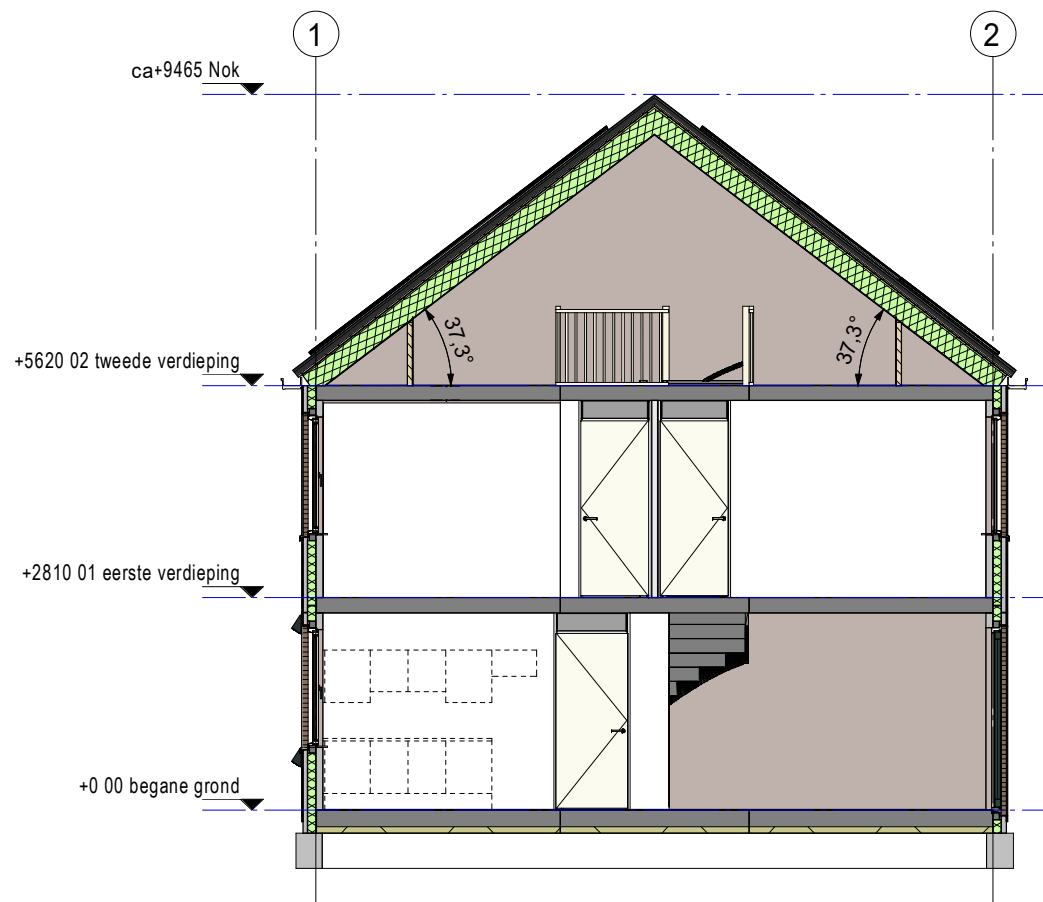 1
2
ca+9465 Nok
37,3°
37,3°
+5620 02 tweede verdieping
+2810 01 eerste verdieping
+0 00 begane grond